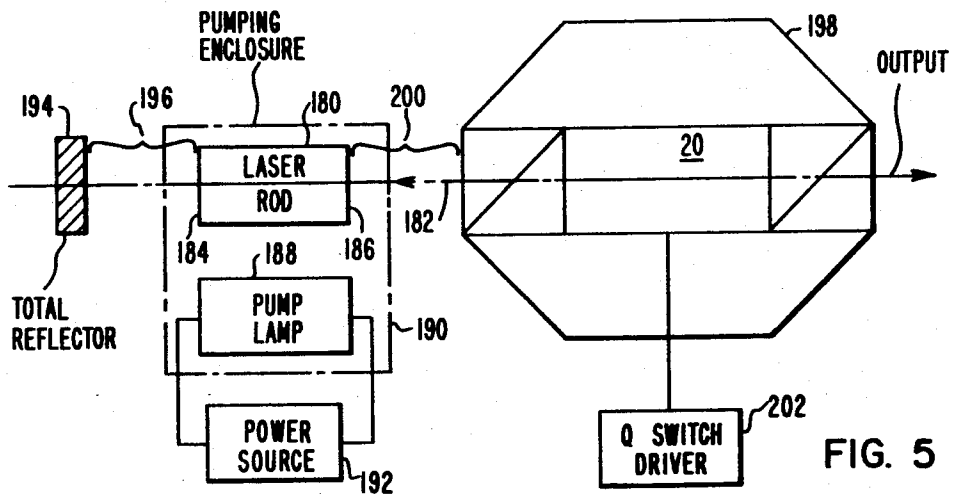 PUMPING
ENCLOSURE
198
OUTPUT
194
196
180
200
20
LASER
ROD
182
184
186
188
TOTAL
REFLECTOR
PUMP
LAMP
190
202
POWER
SOURCE
192
Q SWITCH
DRIVER
FIG. 5